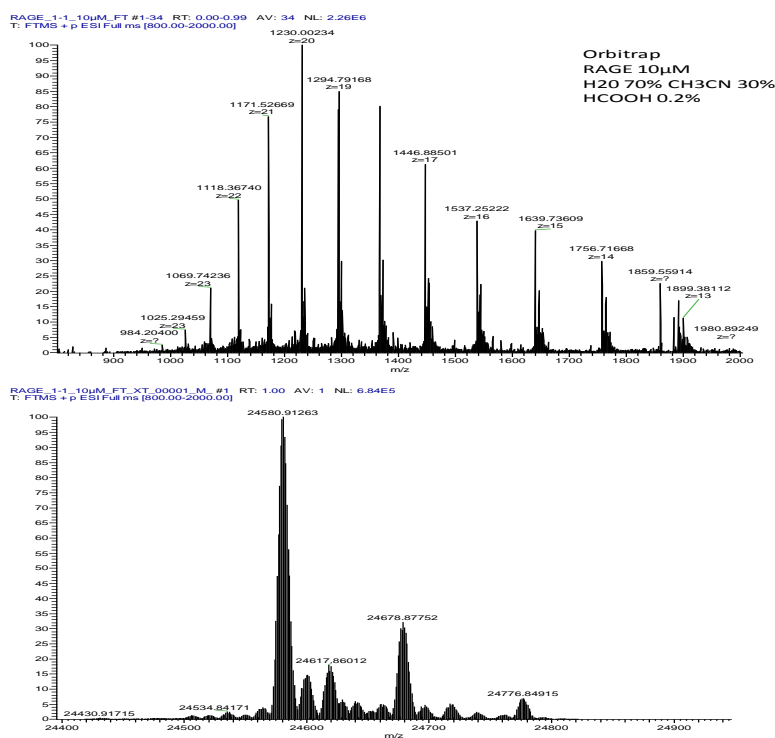 RAGE_1-1_10µM_FT #1-34 RT: 0.00-0.99 AV: 34 NL: 2.26E6
T: FTMS + p ESI Full ms [800.00-2000.00]
Orbitrap
RAGE 10µM
H20 70% CH3CN 30%
HCOOH 0.2%
1230.00234
z=20
1294.79168
z=19
1171.52669
z=21
1446.88501
z=17
1118.36740
z=22
1537.25222
z=16
1639.73609
z=15
1756.71668
z=14
1069.74236
z=23
1859.55914
z=?
1899.38112
z=13
1025.29459
z=23
984.20400
z=?
1980.89249
z=?
100
95
90
85
80
75
70
65
60
55
50
45
40
35
30
25
20
15
10
5
0
900 1000 1100 1200 1300 1400 1500 1600 1700 1800 1900 2000
m/z
RAGE_1-1_10µM_FT_XT_00001_M_ #1 RT: 1.00 AV: 1 NL: 6.84E5
T: FTMS + p ESI Full ms [800.00-2000.00]
24580.91263
24678.87752
24617.86012
24776.84915
24534.84171
24430.91715
100
95
90
85
80
75
70
65
60
55
50
45
40
35
30
25
20
15
10
5
0
24400 24500 24600 24700 24800 24900
m/z